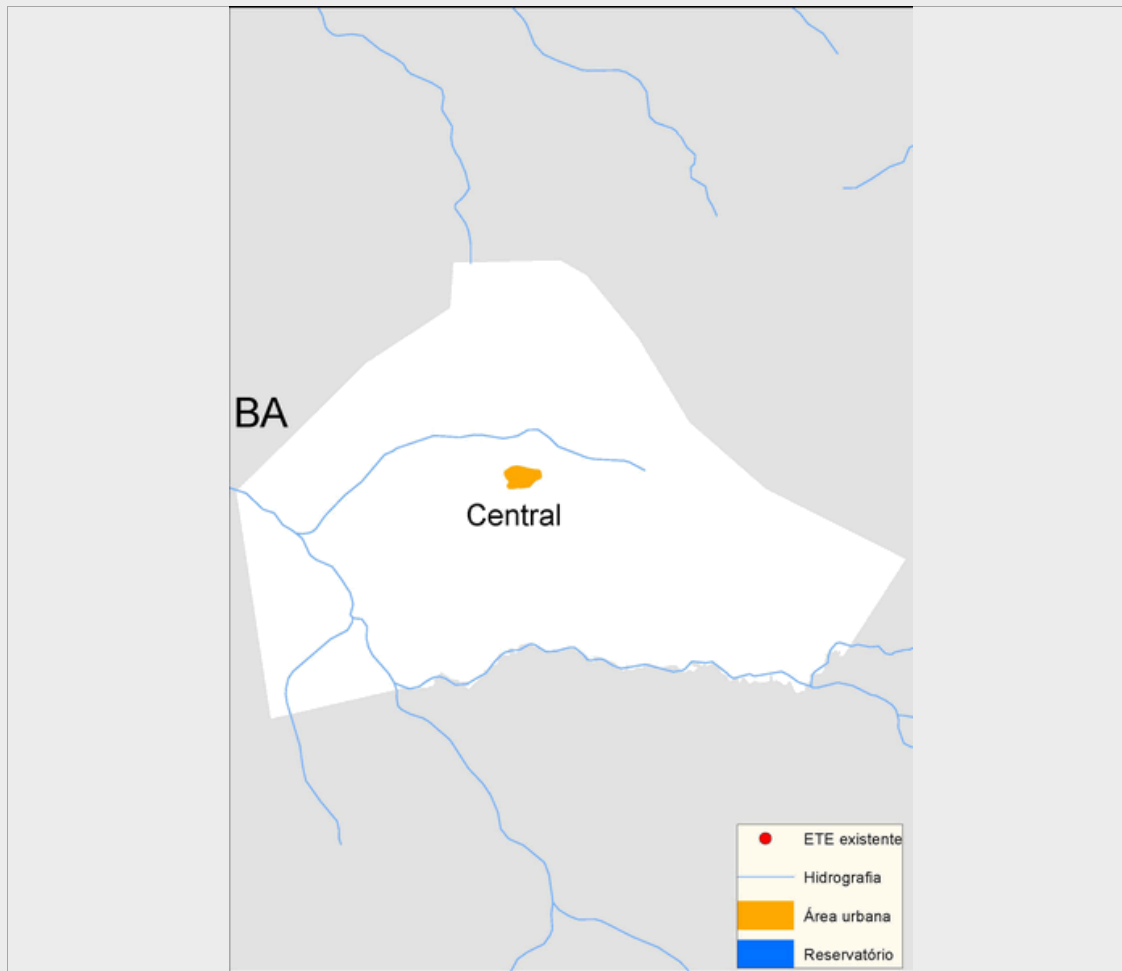 BA
Central
ETE existente
Hidrografia
Área urbana
Reservatório